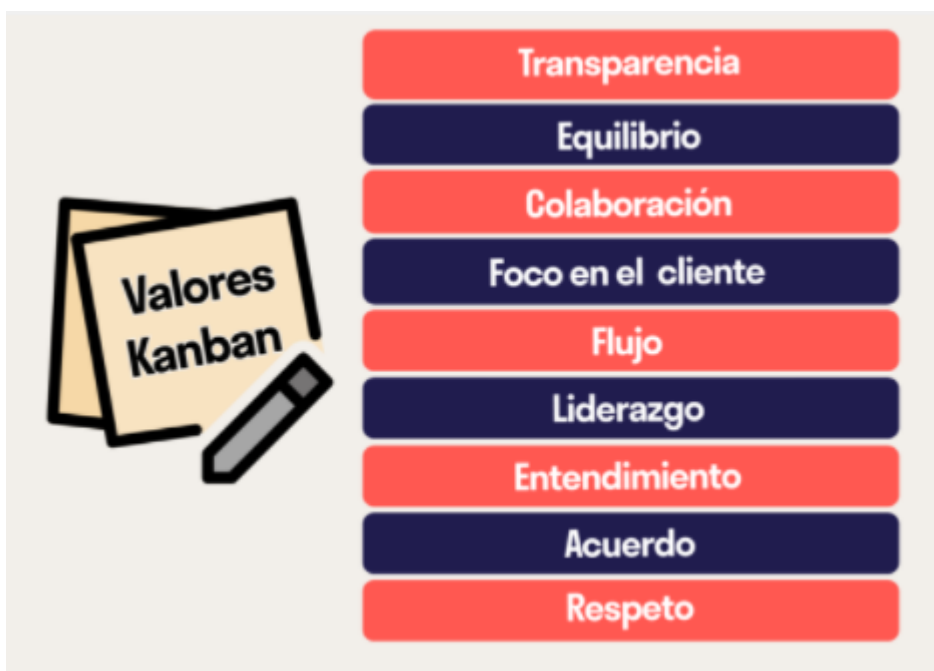 Valores
Kanban
Transparencia
Equilibrio
Colaboración
Foco en el cliente
Flujo
Liderazgo
Entendimiento
Acuerdo
Respeto